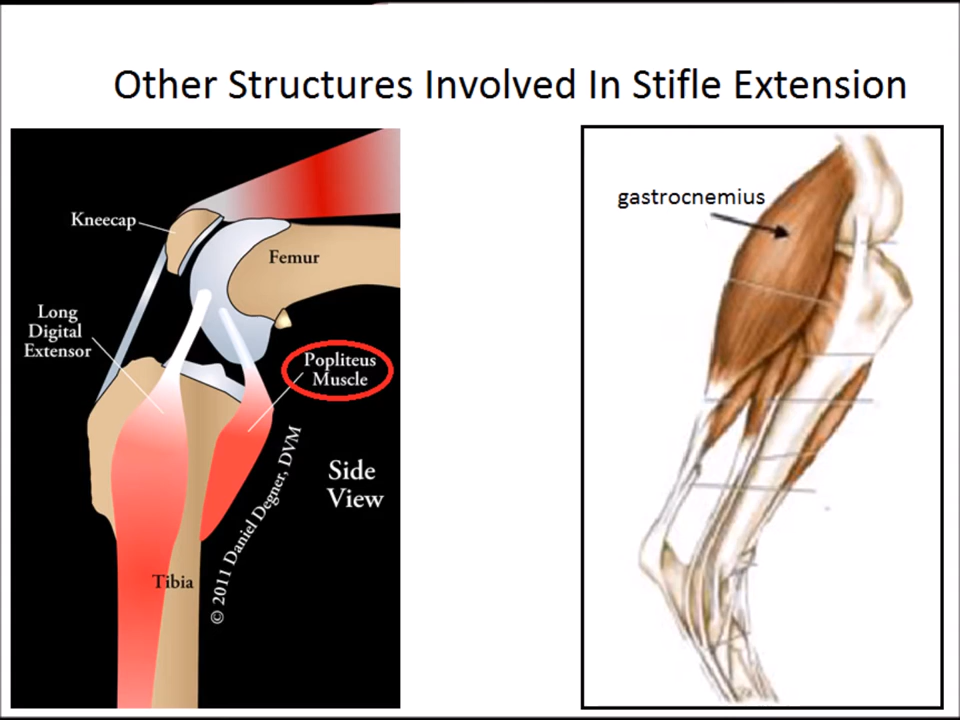 Other Structures Involved In Stifle Extension
Kneecap
Femur
Long
Digital
Extensor
Popliteus
Muscle
Side
View
Tibia
© 2011 Daniel Degner, DVM
gastrocnemius